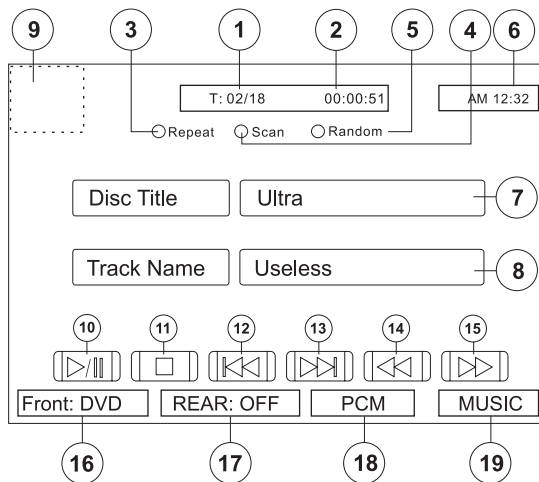 9 3 1 2 5 4 6
T: 02/18 00:00:51 AM 12:32
Repeat Scan Random
Disc Title Ultra 7
Track Name Useless 8
10 11 12 13 14 15
Front: DVD REAR: OFF PCM MUSIC
16 17 18 19